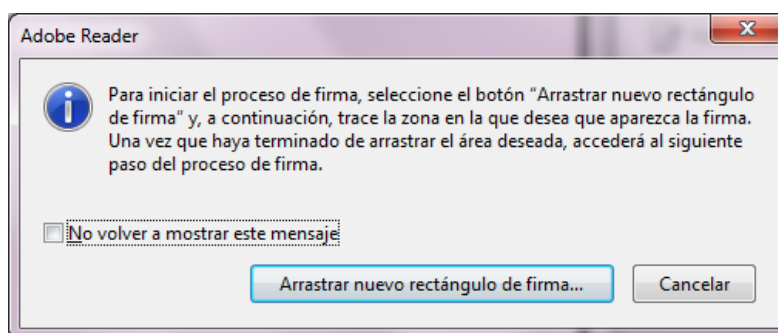 Adobe Reader
Para iniciar el proceso de firma, seleccione el botón "Arrastrar nuevo rectángulo
de firma" y, a continuación, trace la zona en la que desea que aparezca la firma.
Una vez que haya terminado de arrastrar el área deseada, accederá al siguiente
paso del proceso de firma.
No volver a mostrar este mensaje
Arrastrar nuevo rectángulo de firma...
Cancelar